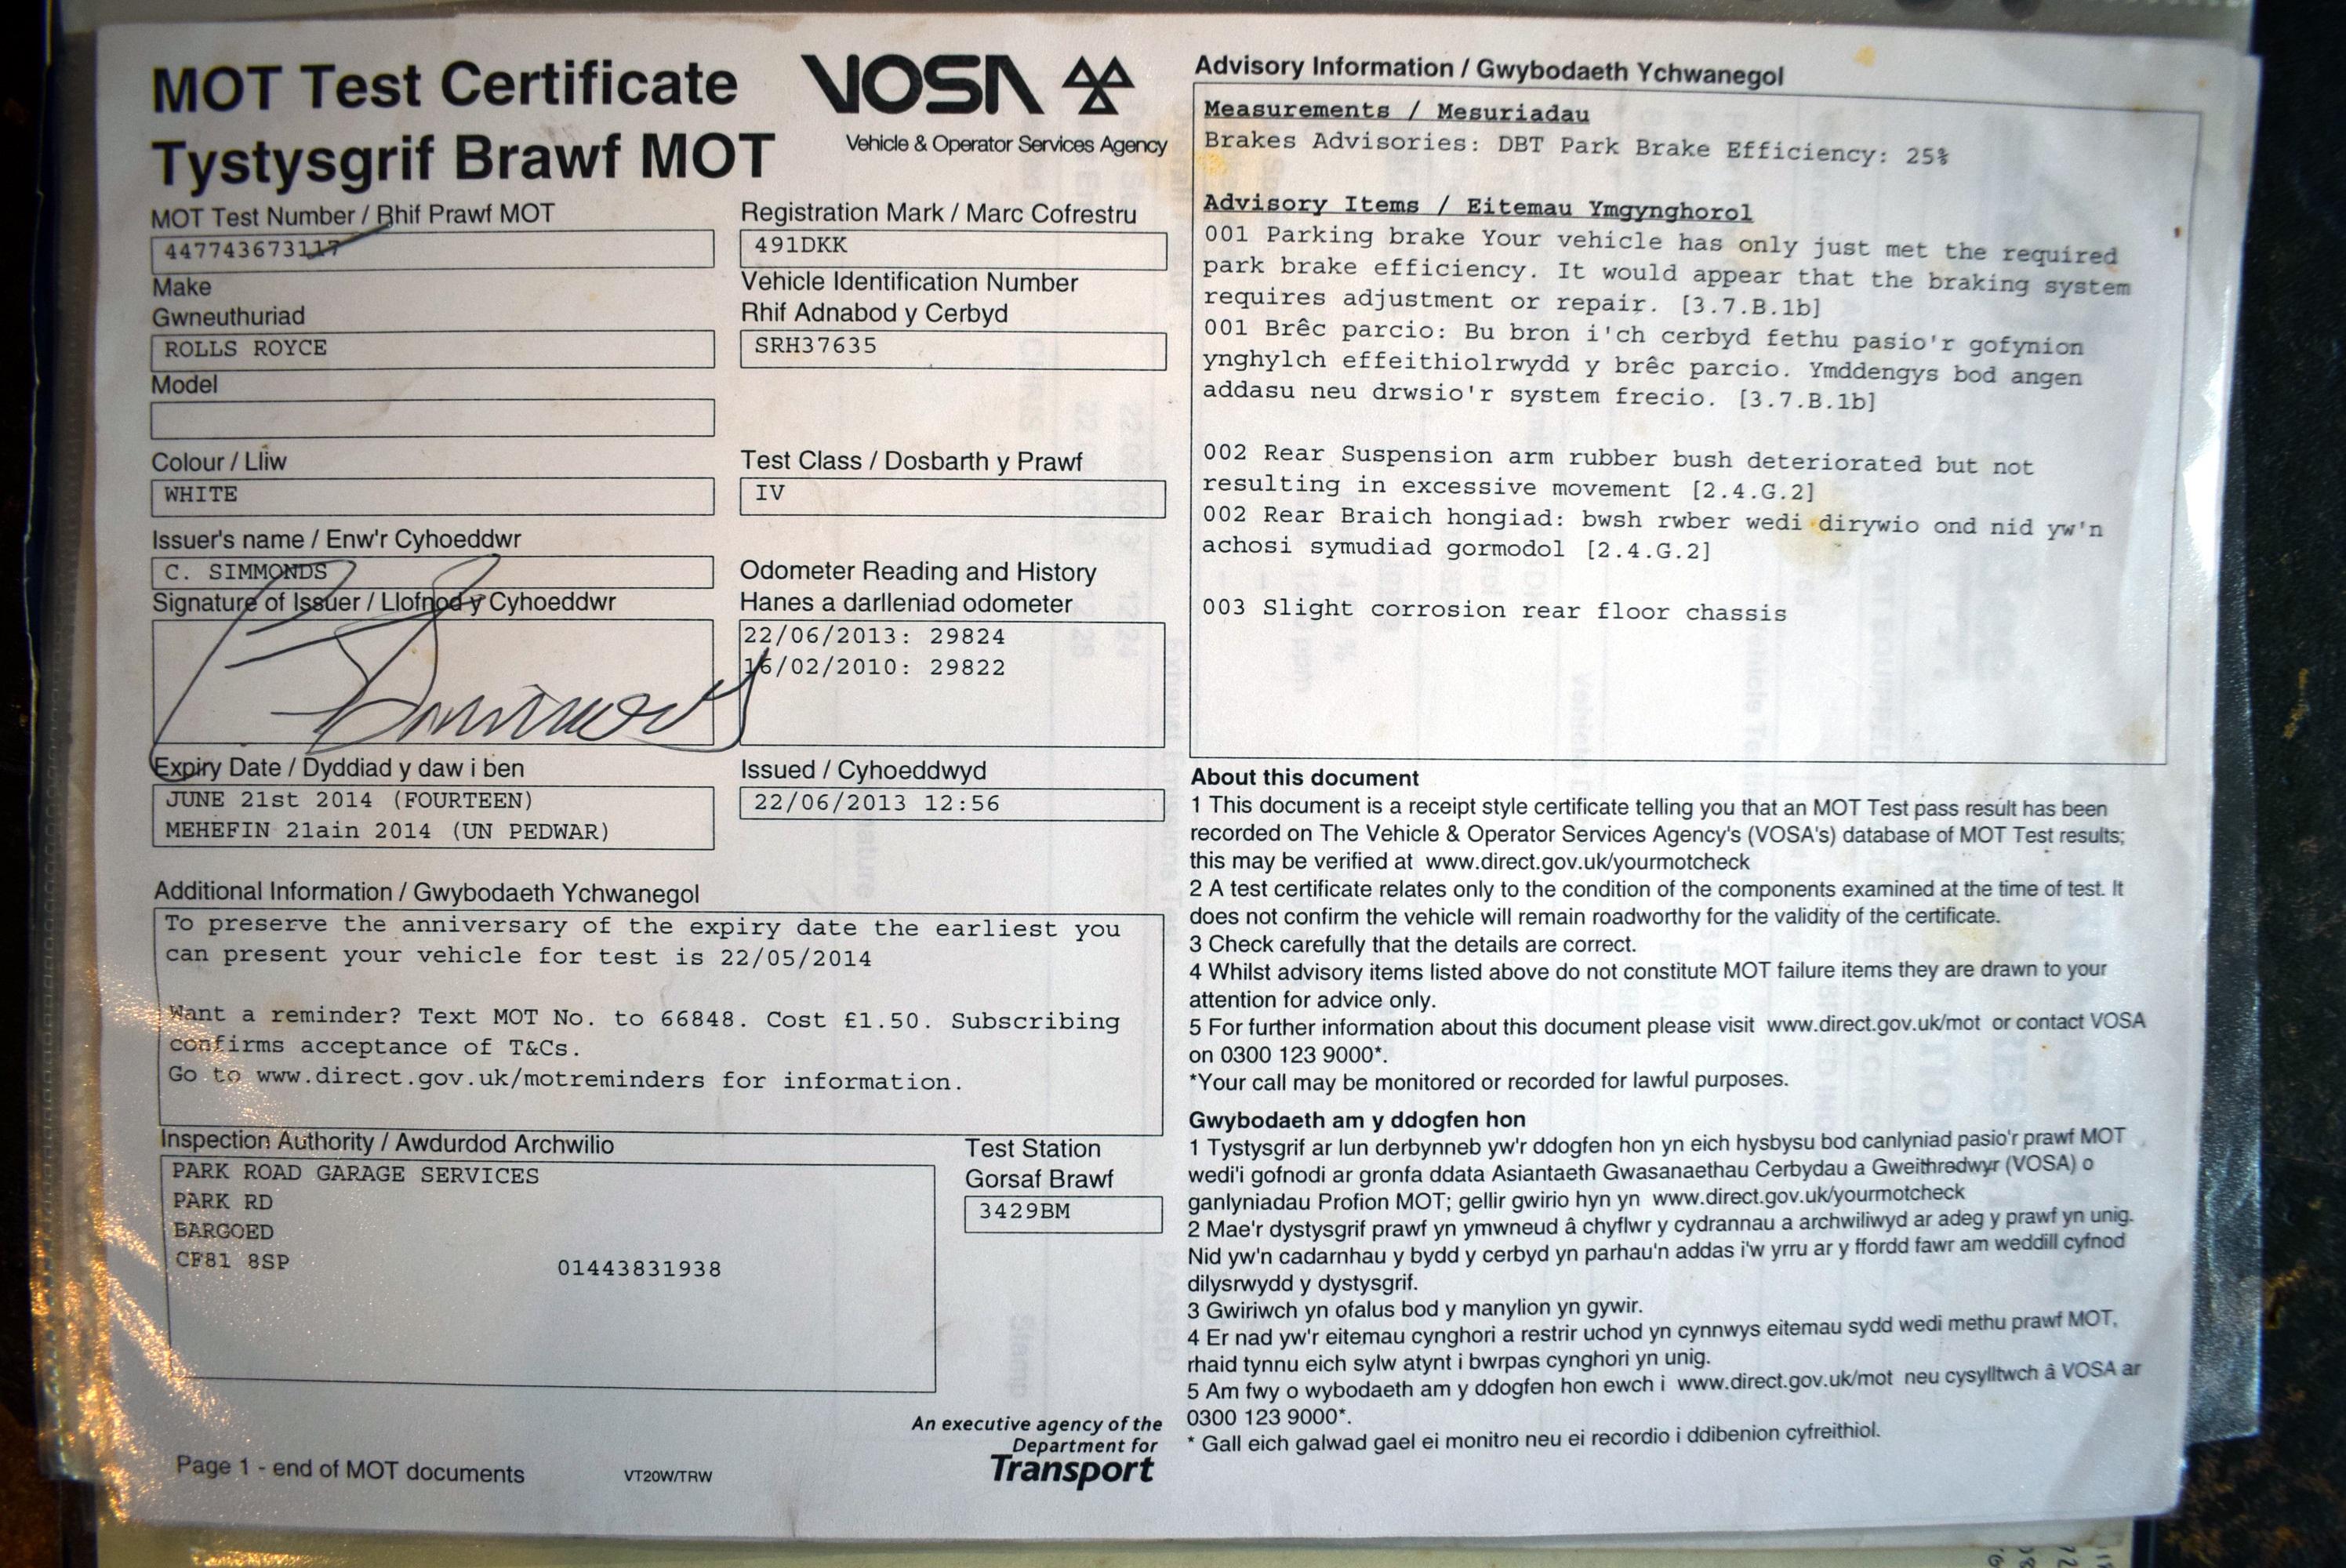 MOT Test Certificate
Tystysgrif Brawf MOT
VOSA
Vehicle & Operator Services Agency
MOT Test Number / Rhif Prawf MOT
447743673117
Make
Gwneuthuriad
ROLLS ROYCE
Model
Colour / Lliw
WHITE
Issuer's name / Enw'r Cyhoeddwr
C. SIMMONDS
Signature of Issuer / Llofnod y Cyhoeddwr
Expiry Date / Dyddiad y daw i ben
JUNE 21st 2014 (FOURTEEN)
MEHEFIN 21ain 2014 (UN PEDWAR)
Registration Mark / Marc Cofrestru
491DKK
Vehicle Identification Number
Rhif Adnabod y Cerbyd
SRH37635
Test Class / Dosbarth y Prawf
IV
Odometer Reading and History
Hanes a darlleniad odometer
22/06/2013: 29824
16/02/2010: 29822
Issued / Cyhoeddwyd
22/06/2013 12:56
Additional Information / Gwybodaeth Ychwanegol
To preserve the anniversary of the expiry date the earliest you
can present your vehicle for test is 22/05/2014
Want a reminder? Text MOT No. to 66848. Cost £1.50. Subscribing
confirms acceptance of T&Cs.
Go to www.direct.gov.uk/motreminders for information.
Inspection Authority / Awdurdod Archwilio
PARK ROAD GARAGE SERVICES
PARK RD
BARGOED
CF81 8SP
01443831938
Test Station
Gorsaf Brawf
3429BM
An executive agency of the
Department for
Transport
Page 1 - end of MOT documents
VT20W/TRW
Advisory Information / Gwybodaeth Ychwanegol
Measurements / Mesuriadau
Brakes Advisories: DBT Park Brake Efficiency: 25%
Advisory Items / Eitemau Ymgynghorol
001 Parking brake Your vehicle has only just met the required
park brake efficiency. It would appear that the braking system
requires adjustment or repair. [3.7.B.1b]
001 Brêc parcio: Bu bron i'ch cerbyd fethu pasio'r gofynion
ynghylch effeithiolrwydd y brêc parcio. Ymddengys bod angen
addasu neu drwsio'r system frecio. [3.7.B.1b]
002 Rear Suspension arm rubber bush deteriorated but not
resulting in excessive movement [2.4.G.2]
002 Rear Braich hongiad: bwsh rwber wedi dirywio ond nid yw'n
achosi symudiad gormodol [2.4.G.2]
003 Slight corrosion rear floor chassis
About this document
1 This document is a receipt style certificate telling you that an MOT Test pass result has been
recorded on The Vehicle & Operator Services Agency's (VOSA's) database of MOT Test results;
this may be verified at www.direct.gov.uk/yourmotcheck
2 A test certificate relates only to the condition of the components examined at the time of test. It
does not confirm the vehicle will remain roadworthy for the validity of the certificate.
3 Check carefully that the details are correct.
4 Whilst advisory items listed above do not constitute MOT failure items they are drawn to your
attention for advice only.
5 For further information about this document please visit www.direct.gov.uk/mot or contact VOSA
on 0300 123 9000*.
*Your call may be monitored or recorded for lawful purposes.
Gwybodaeth am y ddogfen hon
1 Tystysgrif ar lun derbynneb yw'r ddogfen hon yn eich hysbysu bod canlyniad pasio'r prawf MOT
wedi'i gofnodi ar gronfa ddata Asiantaeth Gwasanaethau Cerbydau a Gweithredwyr (VOSA) o
ganlyniadau Profion MOT; gellir gwirio hyn yn www.direct.gov.uk/yourmotcheck
2 Mae'r dystysgrif prawf yn ymwneud â chyflwr y cydrannau a archwiliwyd ar adeg y prawf yn unig.
Nid yw'n cadarnhau y bydd y cerbyd yn parhau'n addas i'w yrru ar y ffordd fawr am weddill cyfnod
dilysrwydd y dystysgrif.
3 Gwiriwch yn ofalus bod y manylion yn gywir.
4 Er nad yw'r eitemau cynghori a restrir uchod yn cynnwys eitemau sydd wedi methu prawf MOT,
rhaid tynnu eich sylw atynt i bwrpas cynghori yn unig.
5 Am fwy o wybodaeth am y ddogfen hon ewch i www.direct.gov.uk/mot neu cysylltwch â VOSA ar
0300 123 9000*.
* Gall eich galwad gael ei monitro neu ei recordio i ddibenion cyfreithiol.